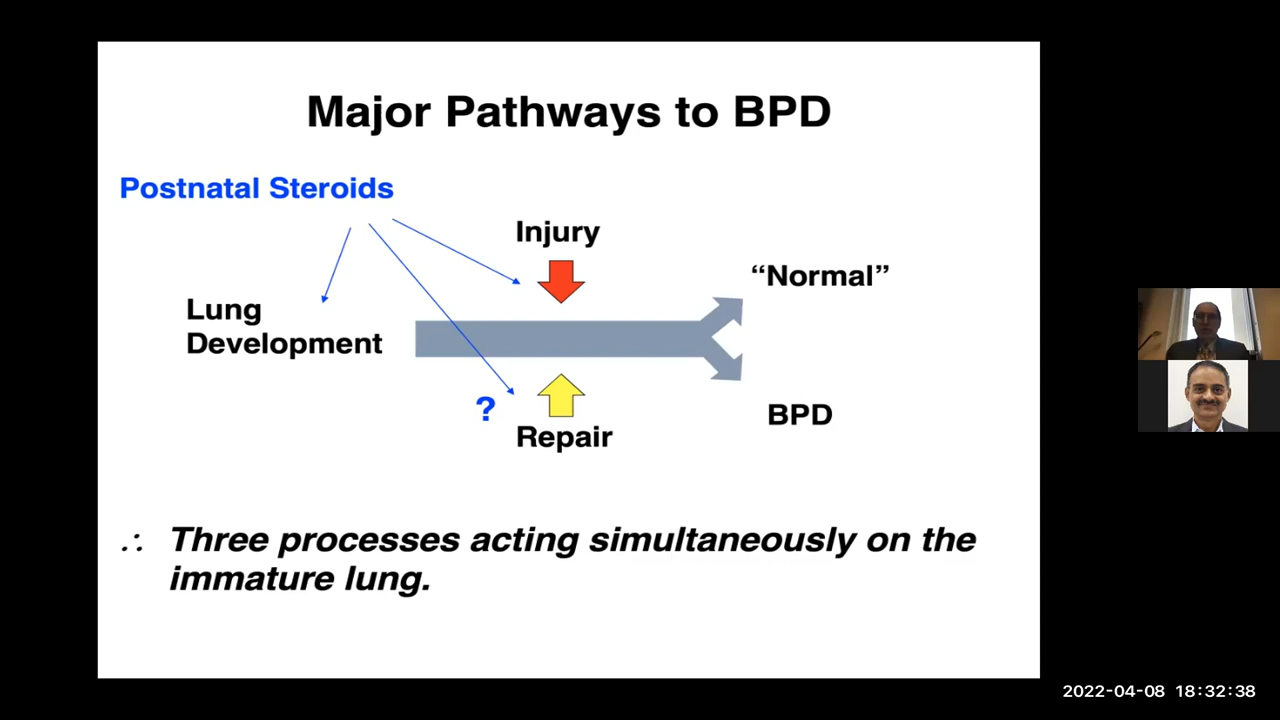 Major Pathways to BPD
Postnatal Steroids
Injury
“Normal”
Lung
Development
?
Repair
BPD
∴ Three processes acting simultaneously on the
immature lung.
2022-04-08 18:32:38